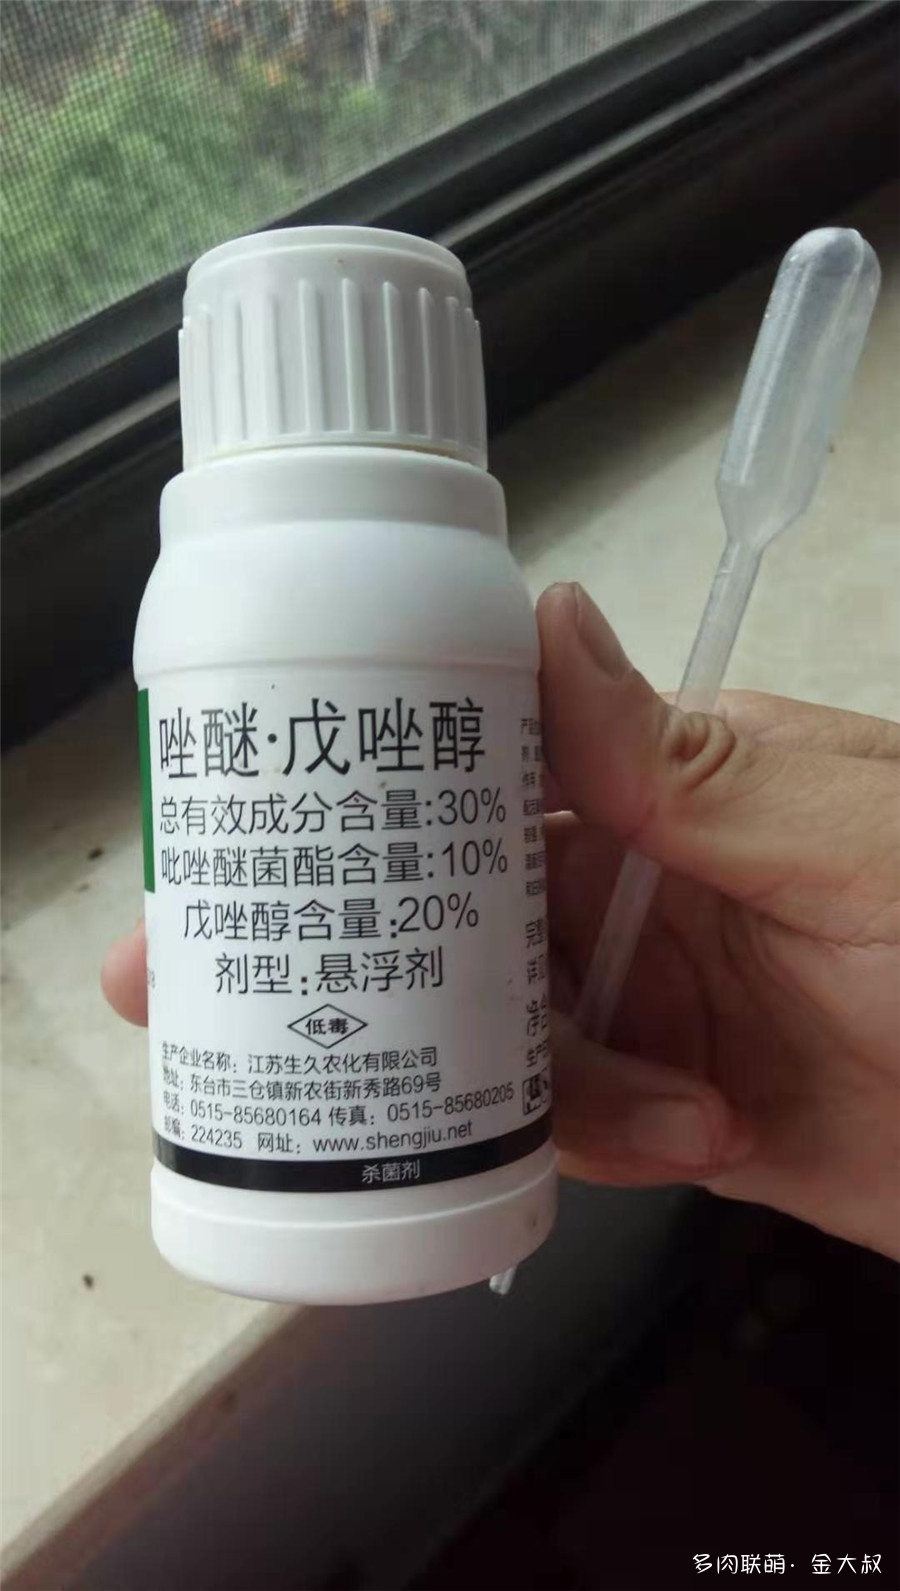 唑醚·戊唑醇
总有效成分含量:30%
吡唑醚菌酯含量:10%
戊唑醇含量:20%
剂型:悬浮剂
低毒
生产企业名称:江苏生久农化有限公司
地址:东台市三仓镇新农街新秀路69号
电话:0515-85680164 传真:0515-85680205
邮编:224235 网址:www.shengjiu.net
杀菌剂
多肉联萌·金大叔